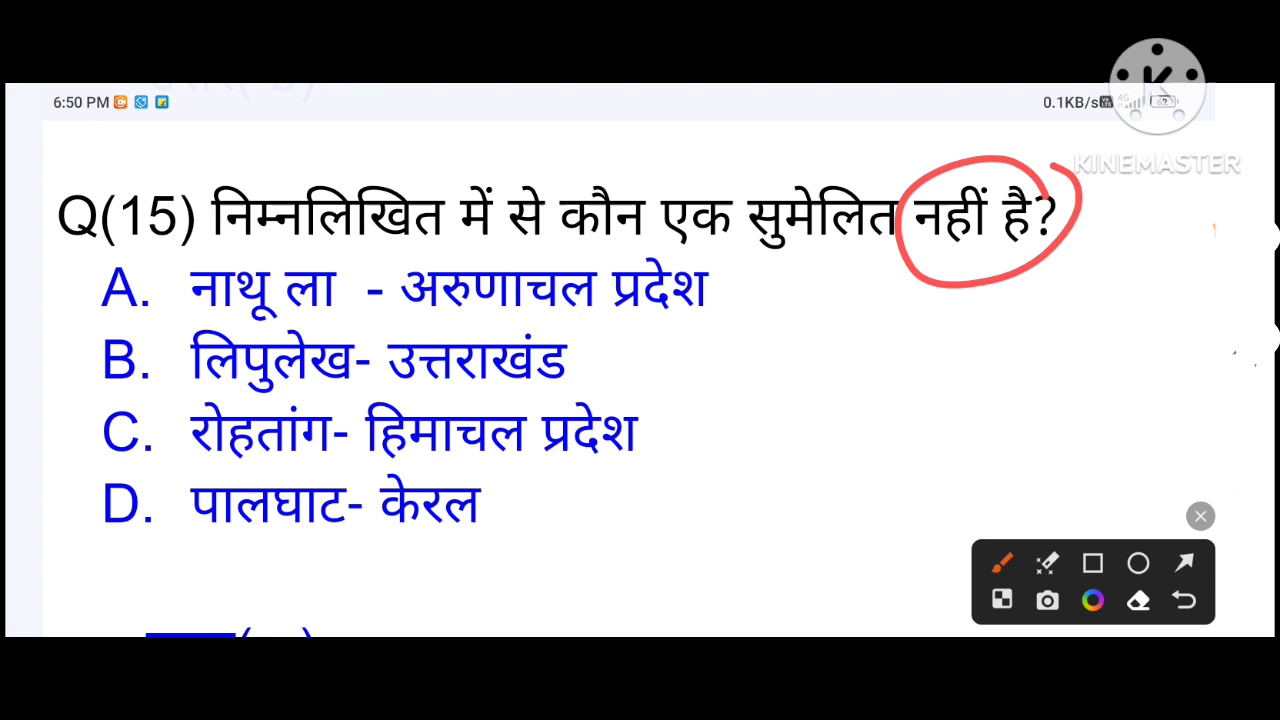 6:50 PM
0.1KB/s
4G
KINEMASTER
Q(15) निम्नलिखित में से कौन एक सुमेलित नहीं है?
A. नाथू ला - अरुणाचल प्रदेश
B. लिपुलेख- उत्तराखंड
C. रोहतांग- हिमाचल प्रदेश
D. पालघाट- केरल